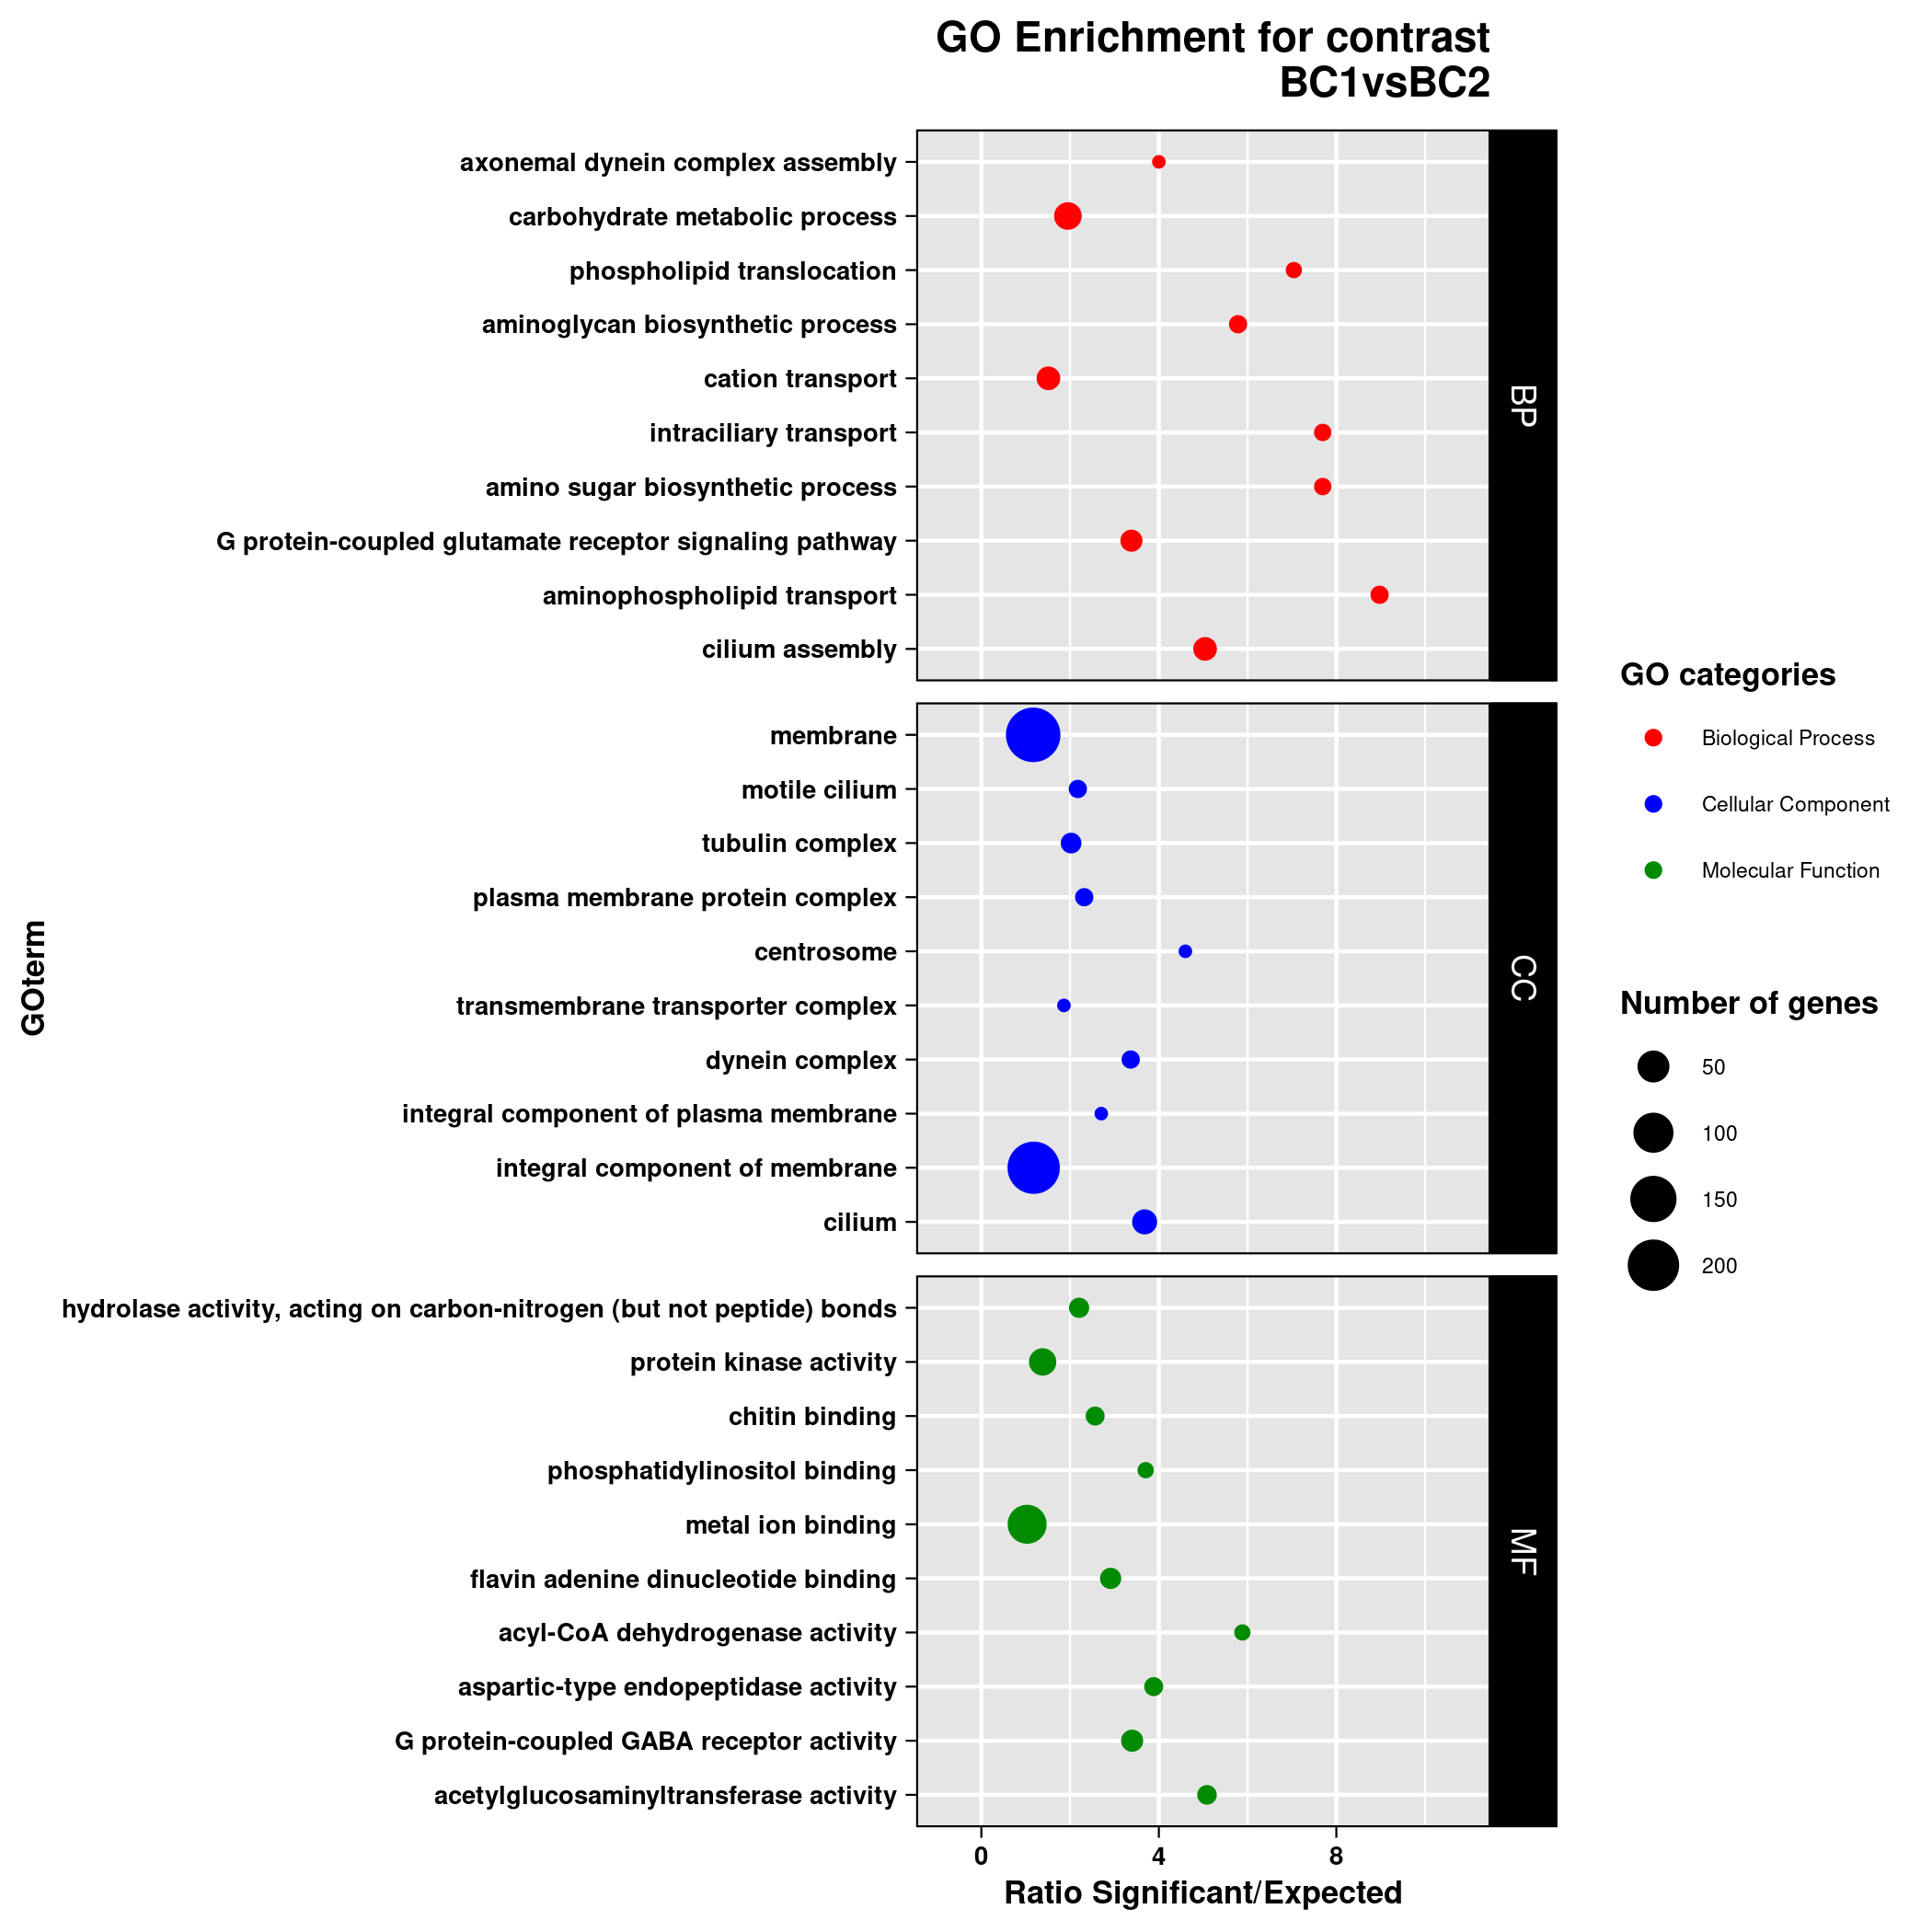 GO Enrichment for contrast
BC1vsBC2
axonemal dynein complex assembly
carbohydrate metabolic process
phospholipid translocation
aminoglycan biosynthetic process
cation transport
intraciliary transport
amino sugar biosynthetic process
G protein-coupled glutamate receptor signaling pathway
aminophospholipid transport
cilium assembly
BP
membrane
motile cilium
tubulin complex
plasma membrane protein complex
centrosome
transmembrane transporter complex
dynein complex
integral component of plasma membrane
integral component of membrane
cilium
CC
hydrolase activity, acting on carbon-nitrogen (but not peptide) bonds
protein kinase activity
chitin binding
phosphatidylinositol binding
metal ion binding
flavin adenine dinucleotide binding
acyl-CoA dehydrogenase activity
aspartic-type endopeptidase activity
G protein-coupled GABA receptor activity
acetylglucosaminyltransferase activity
MF
GOterm
0 4 8
Ratio Significant/Expected
GO categories
Biological Process
Cellular Component
Molecular Function
Number of genes
50
100
150
200